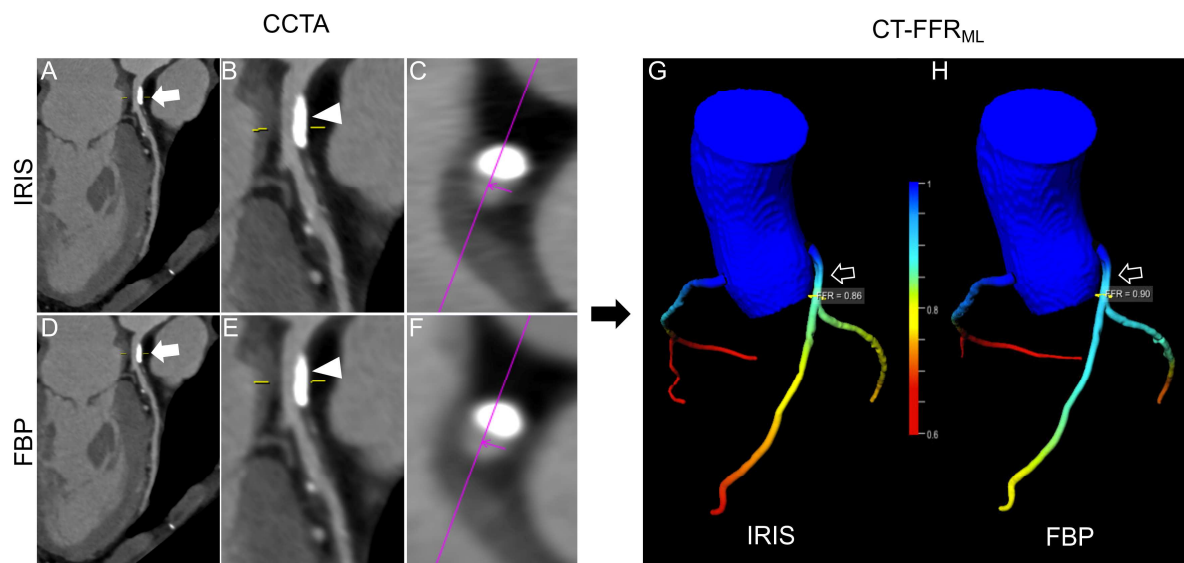 CCTA
CT-FFRML
A
B
C
G
H
IRIS
1
FFR = 0.86
FFR = 0.90
0.8
D
E
F
FBP
0.6
IRIS
FBP